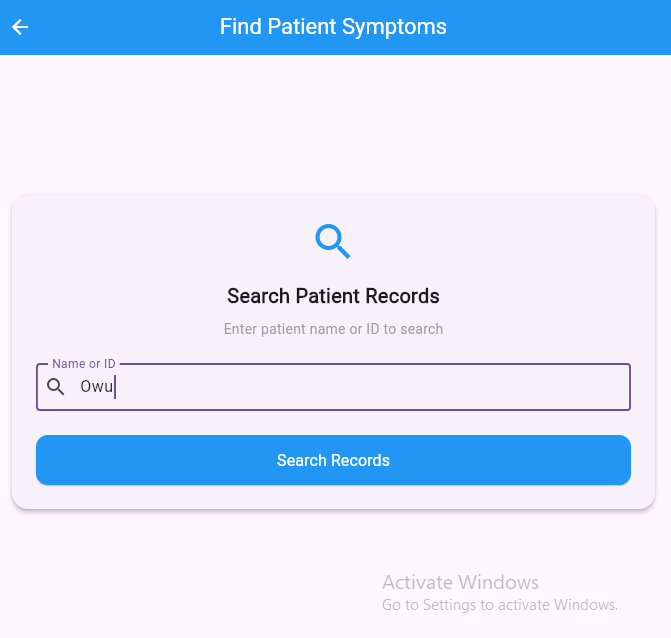 Find Patient Symptoms
Search Patient Records
Enter patient name or ID to search
Name or ID
Owu
Search Records
Activate Windows
Go to Settings to activate Windows.